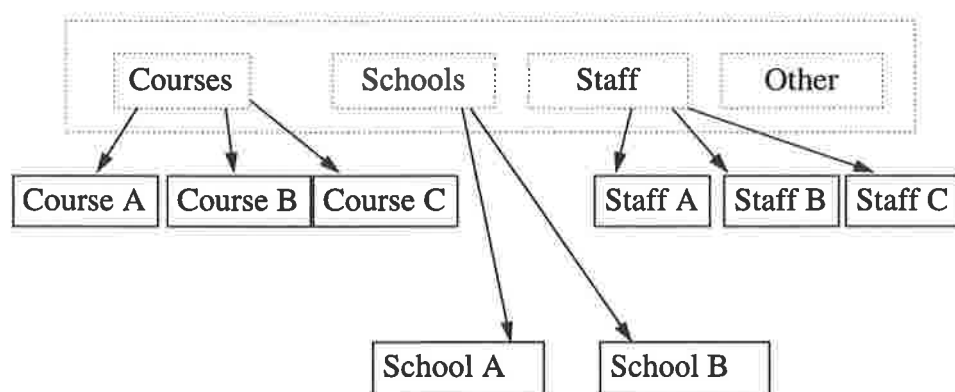 Courses Schools Staff Other
Course A Course B Course C Staff A Staff B Staff C
School A School B